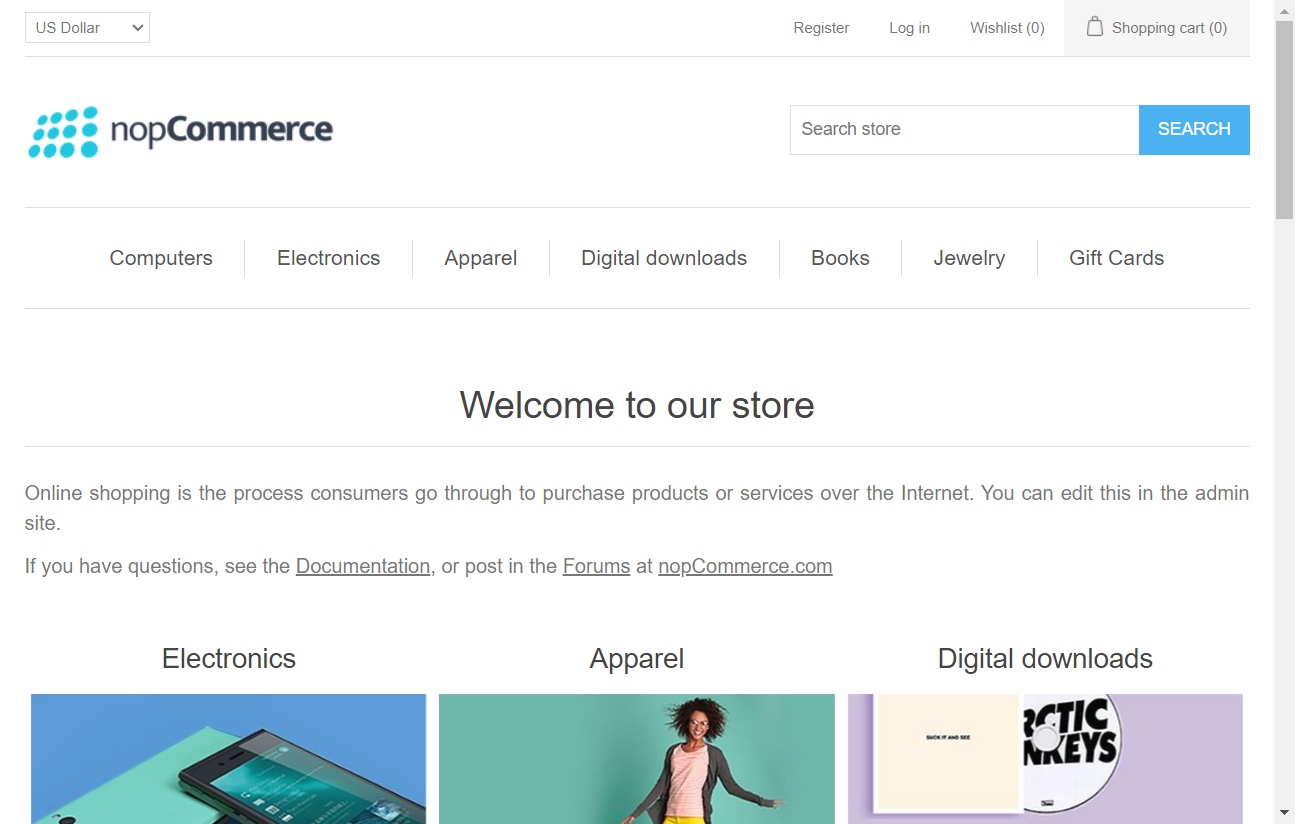 US Dollar
Register Log in Wishlist (0) Shopping cart (0)
nopCommerce
Search store SEARCH
Computers Electronics Apparel Digital downloads Books Jewelry Gift Cards
Welcome to our store
Online shopping is the process consumers go through to purchase products or services over the Internet. You can edit this in the admin
site.
If you have questions, see the Documentation, or post in the Forums at nopCommerce.com
Electronics Apparel Digital downloads
SUCK IT AND SEE
RCTIC
NKEYS